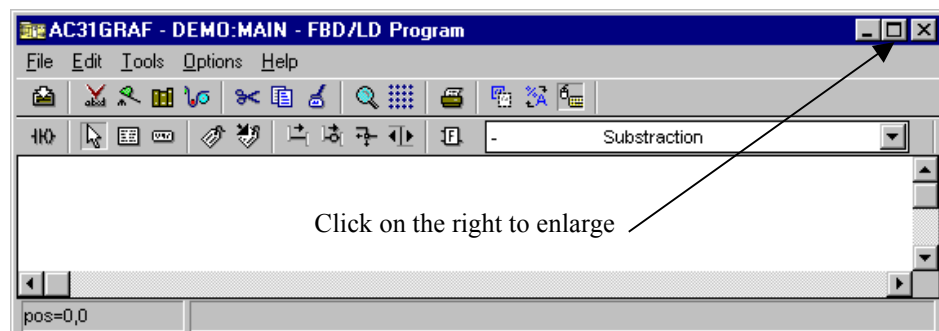 AC31GRAF - DEMO:MAIN - FBD/LD Program
File Edit Tools Options Help
- Substraction
Click on the right to enlarge
pos=0,0